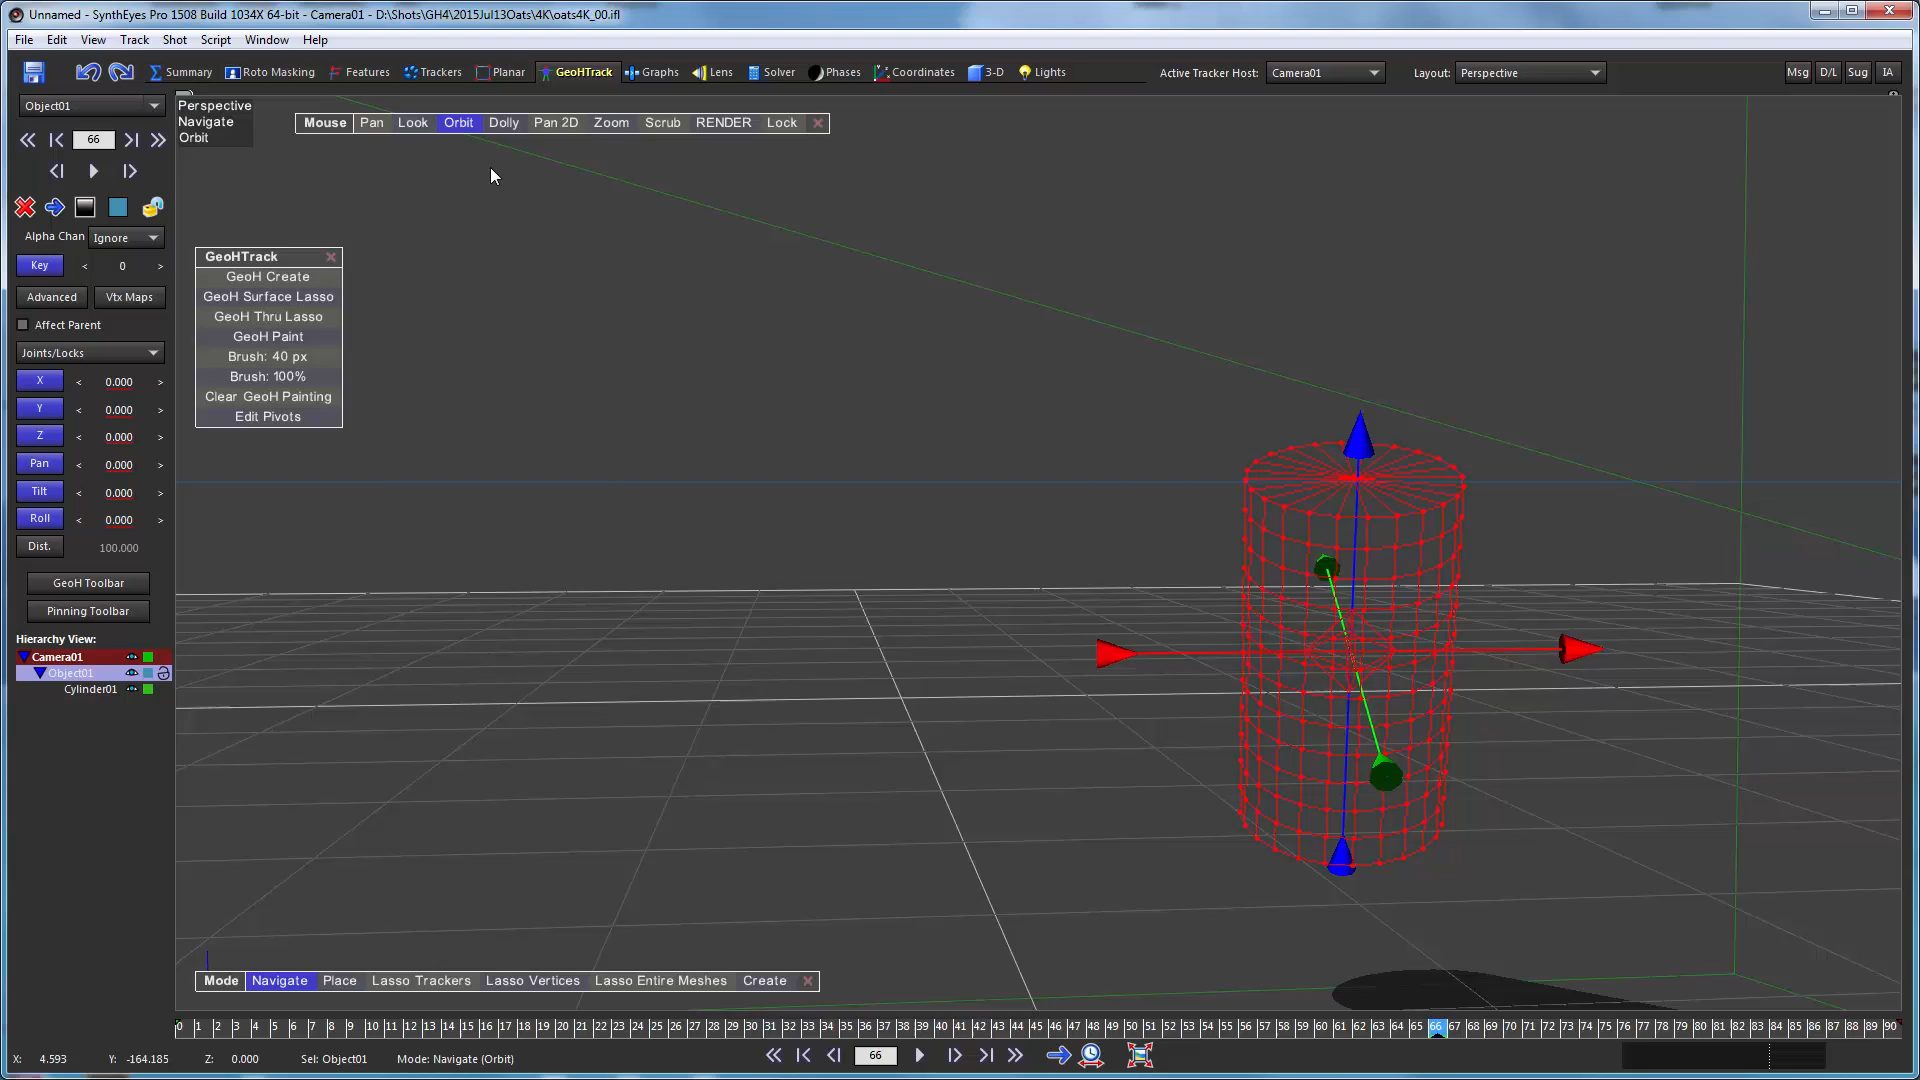 Unnamed - SynthEyes Pro 1508 Build 1034X 64-bit - Camera01 - D:\Shots\GH4\2015Jul13Oats\4K\oats4K_00.ifl
File Edit View Track Shot Script Window Help
Summary Roto Masking Features Trackers Planar GeoHTrack Graphs Lens Solver Phases Coordinates 3-D Lights Active Tracker Host: Camera01 Layout: Perspective Msg D/L Sug IA
Object01
Perspective
Navigate
Orbit
Mouse Pan Look Orbit Dolly Pan 2D Zoom Scrub RENDER Lock
66
Alpha Chan Ignore
Key < 0 >
Advanced Vtx Maps
Affect Parent
Joints/Locks
X < 0.000 >
Y < 0.000 >
Z < 0.000 >
Pan < 0.000 >
Tilt < 0.000 >
Roll < 0.000 >
Dist. 100.000
GeoH Toolbar
Pinning Toolbar
Hierarchy View:
Camera01
Object01
Cylinder01
GeoHTrack
GeoH Create
GeoH Surface Lasso
GeoH Thru Lasso
GeoH Paint
Brush: 40 px
Brush: 100%
Clear GeoH Painting
Edit Pivots
Mode Navigate Place Lasso Trackers Lasso Vertices Lasso Entire Meshes Create
0 1 2 3 4 5 6 7 8 9 10 11 12 13 14 15 16 17 18 19 20 21 22 23 24 25 26 27 28 29 30 31 32 33 34 35 36 37 38 39 40 41 42 43 44 45 46 47 48 49 50 51 52 53 54 55 56 57 58 59 60 61 62 63 64 65 66 67 68 69 70 71 72 73 74 75 76 77 78 79 80 81 82 83 84 85 86 87 88 89 90
X: 4.593 Y: -164.185 Z: 0.000 Sel: Object01 Mode: Navigate (Orbit) 66